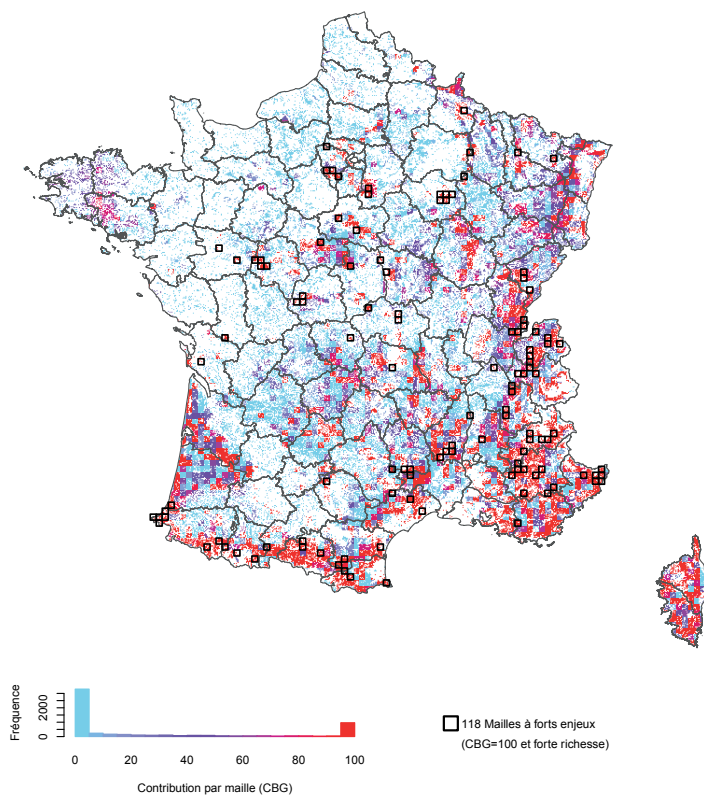 Fréquence
2000
0
0 20 40 60 80 100
Contribution par maille (CBG)
118 Mailles à forts enjeux
(CBG=100 et forte richesse)